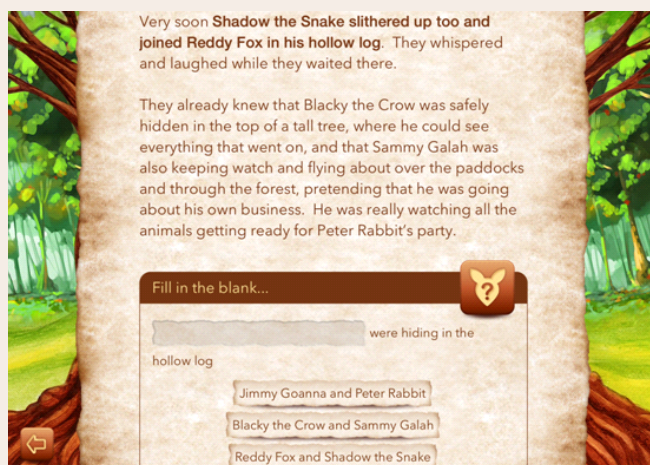 Very soon Shadow the Snake slithered up too and
joined Reddy Fox in his hollow log. They whispered
and laughed while they waited there.
They already knew that Blacky the Crow was safely
hidden in the top of a tall tree, where he could see
everything that went on, and that Sammy Galah was
also keeping watch and flying about over the paddocks
and through the forest, pretending that he was going
about his own business. He was really watching all the
animals getting ready for Peter Rabbit's party.
Fill in the blank...
?
were hiding in the
hollow log
Jimmy Goanna and Peter Rabbit
Blacky the Crow and Sammy Galah
Reddy Fox and Shadow the Snake